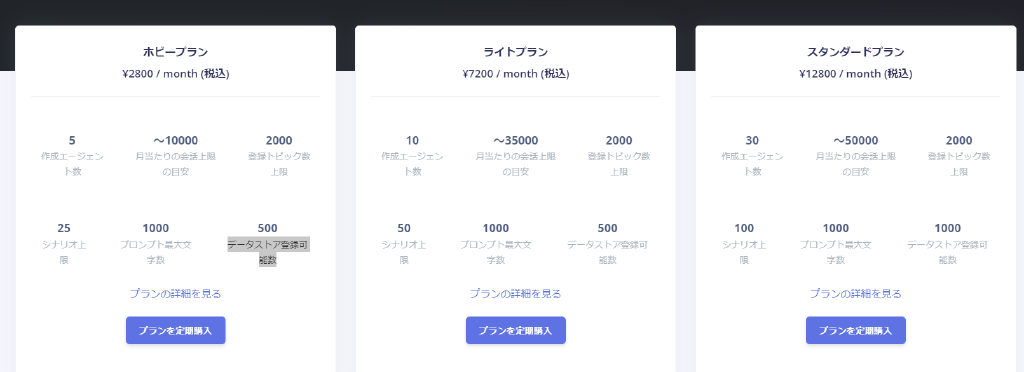 ホビープラン
¥2800 / month (税込)
5
作成エージェン
ト数
～10000
月当たりの会話上限
の目安
2000
登録トピック数
上限
25
シナリオ上
限
1000
プロンプト最大文
字数
500
データストア登録可
能数
プランの詳細を見る
プランを定期購入
ライトプラン
¥7200 / month (税込)
10
作成エージェン
ト数
～35000
月当たりの会話上限
の目安
2000
登録トピック数
上限
50
シナリオ上
限
1000
プロンプト最大文
字数
500
データストア登録可
能数
プランの詳細を見る
プランを定期購入
スタンダードプラン
¥12800 / month (税込)
30
作成エージェン
ト数
～50000
月当たりの会話上限
の目安
2000
登録トピック数
上限
100
シナリオ上
限
1000
プロンプト最大文
字数
1000
データストア登録可
能数
プランの詳細を見る
プランを定期購入